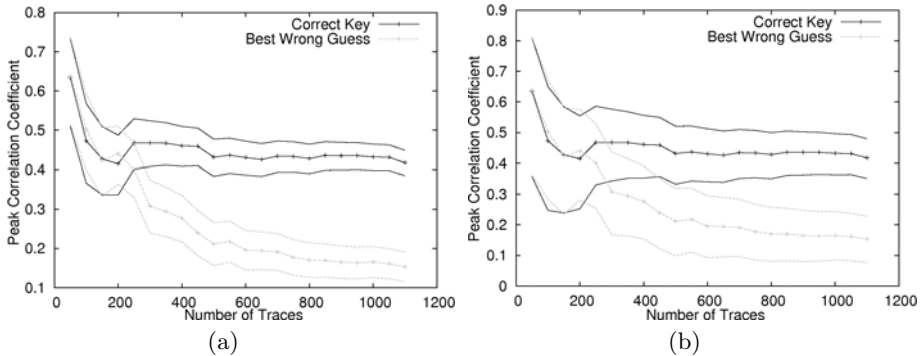 0.8
0.7
0.6
0.5
0.4
0.3
0.2
0.1
Peak Correlation Coefficient
Correct Key
Best Wrong Guess
0 200 400 600 800 1000 1200
Number of Traces
(a)
0.9
0.8
0.7
0.6
0.5
0.4
0.3
0.2
0.1
0
Peak Correlation Coefficient
Correct Key
Best Wrong Guess
0 200 400 600 800 1000 1200
Number of Traces
(b)